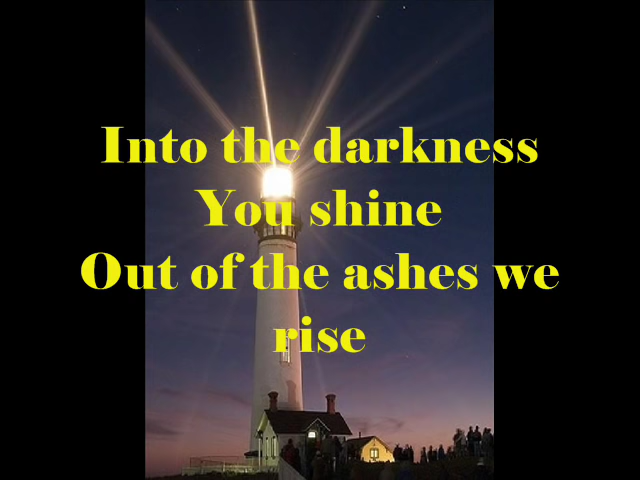 Into the darkness
You shine
Out of the ashes we
rise